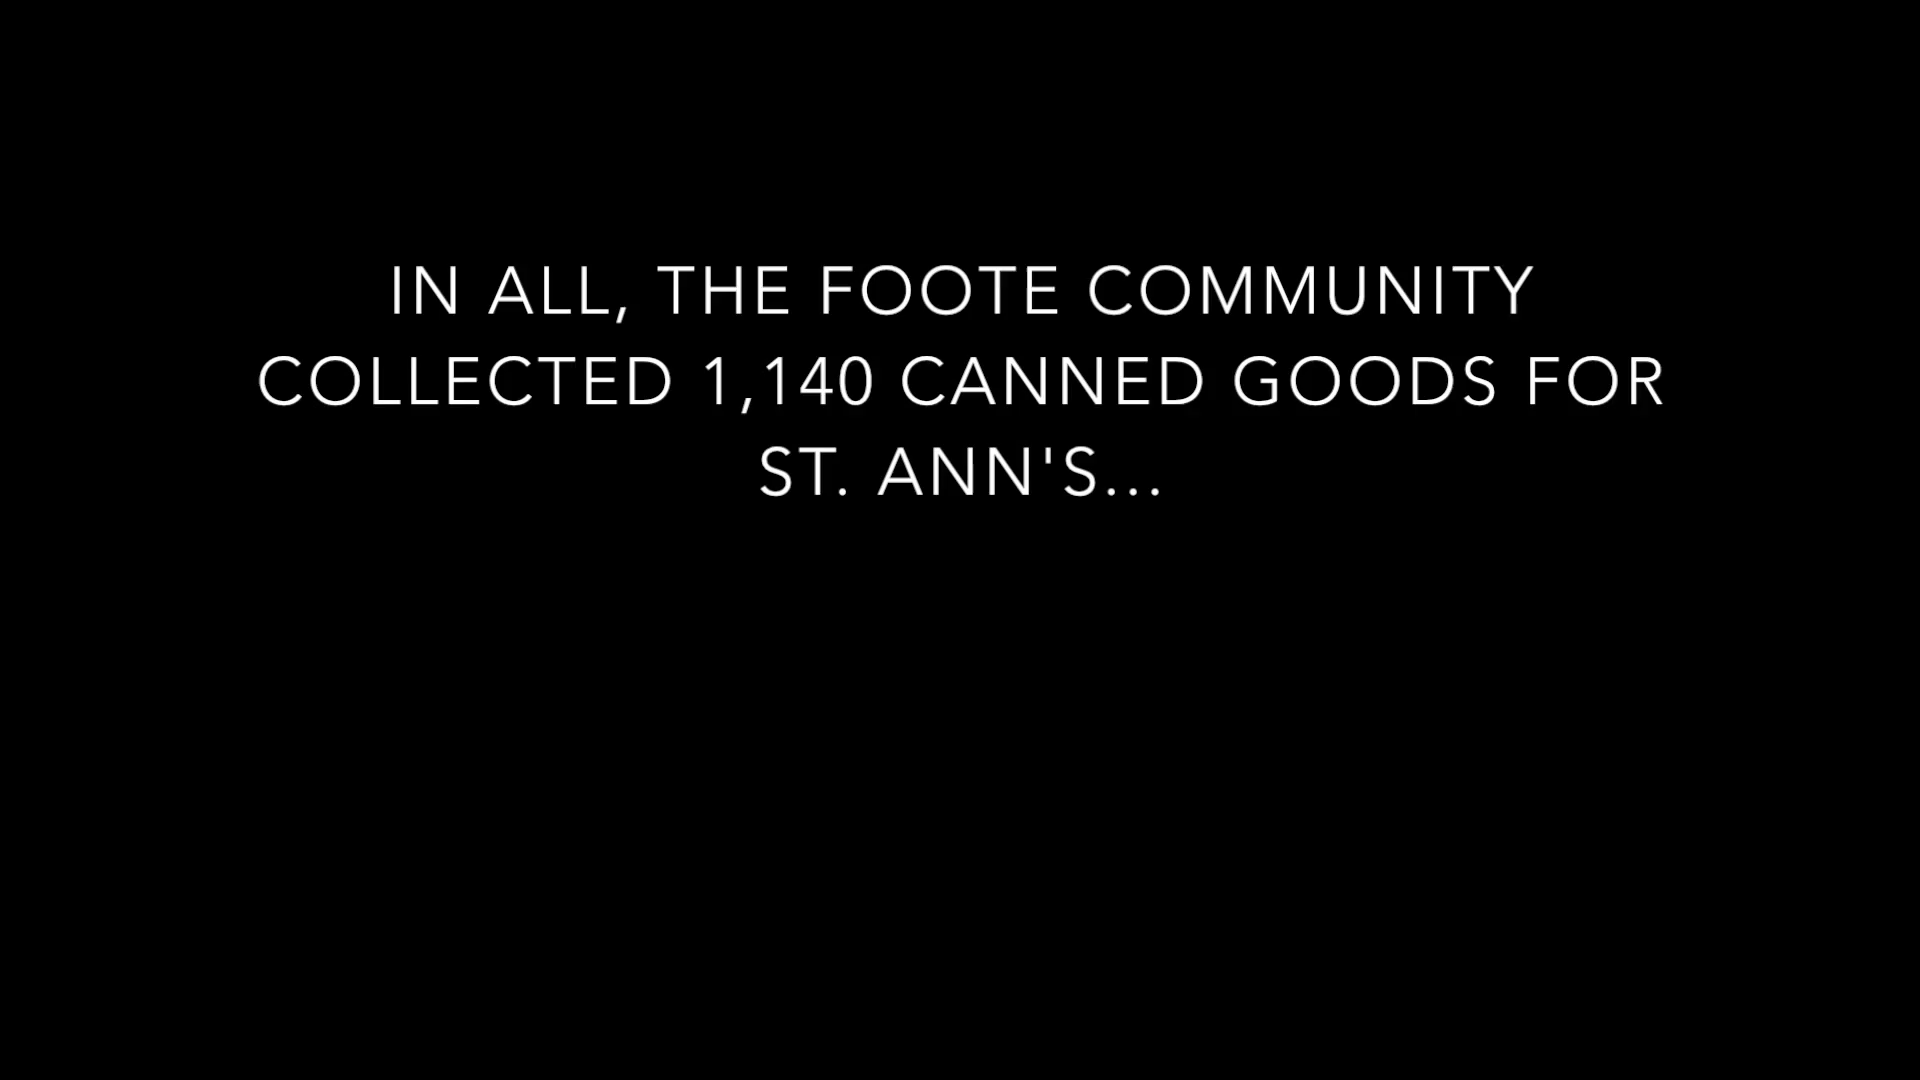 IN ALL, THE FOOTE COMMUNITY
COLLECTED 1,140 CANNED GOODS FOR
ST. ANN'S...